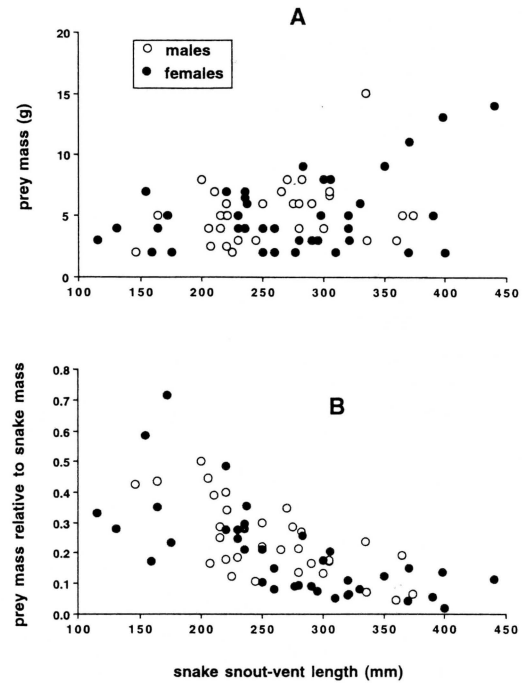 A
20
15
10
5
0
prey mass (g)
males
females
100 150 200 250 300 350 400 450
B
0.8
0.7
0.6
0.5
0.4
0.3
0.2
0.1
0.0
prey mass relative to snake mass
100 150 200 250 300 350 400 450
snake snout-vent length (mm)